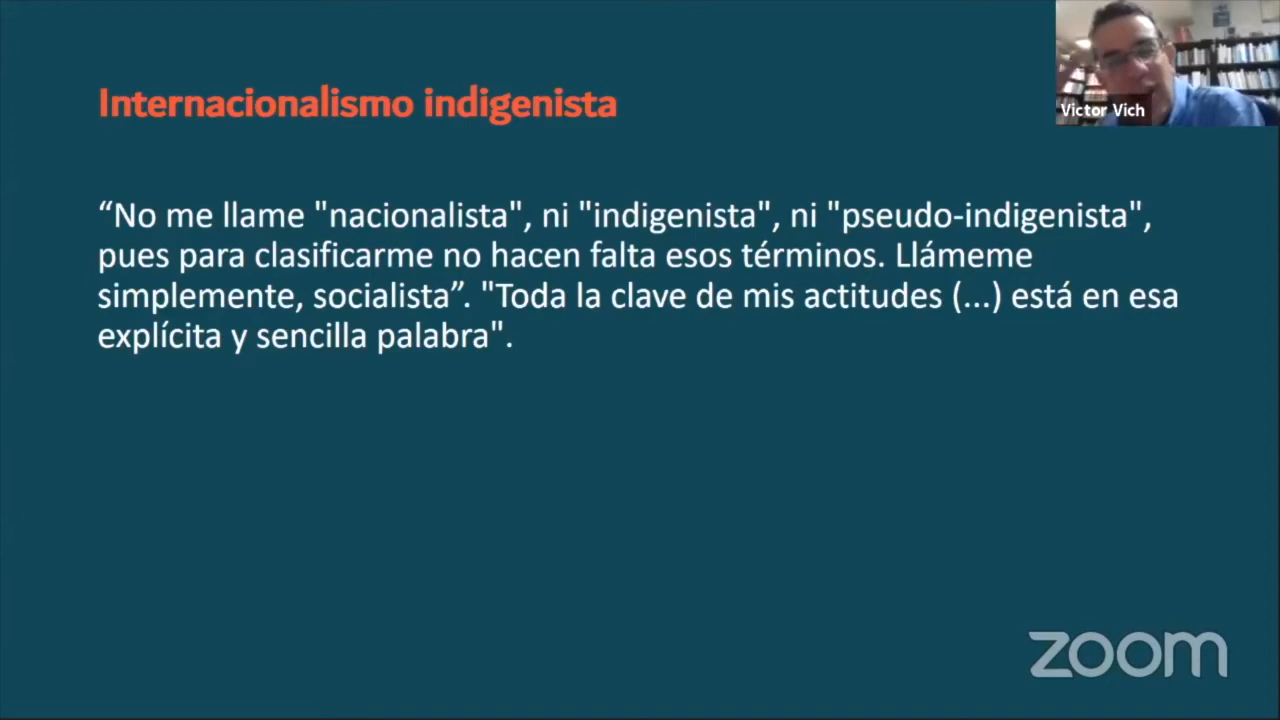 Internacionalismo indigenista
Victor Vich
“No me llame "nacionalista", ni "indigenista", ni "pseudo-indigenista",
pues para clasificarme no hacen falta esos términos. Llámeme
simplemente, socialista”. "Toda la clave de mis actitudes (...) está en esa
explícita y sencilla palabra".
zoom